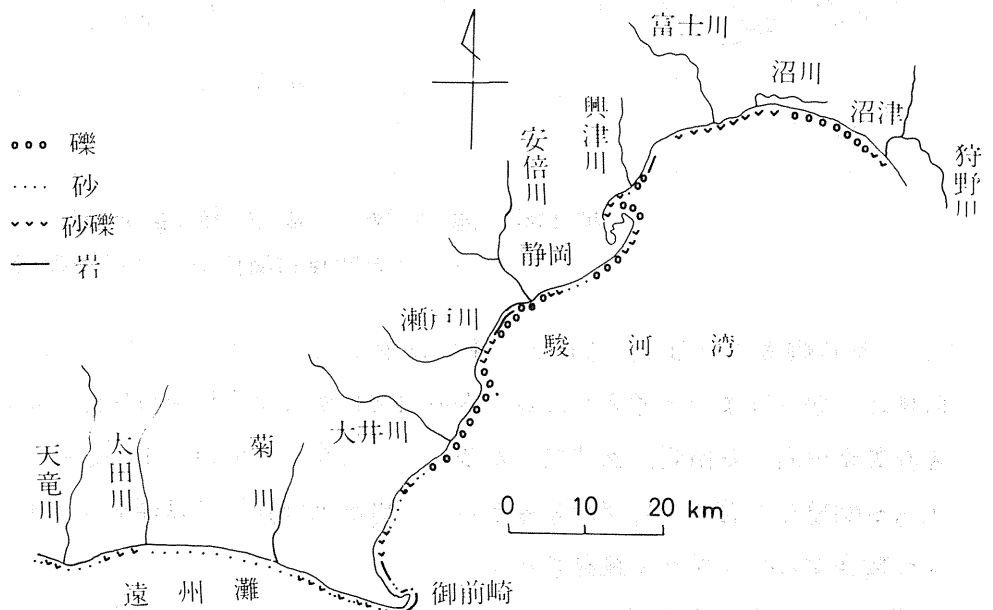 富士川
沼川
沼津
狩野川
興津川
安倍川
静岡
礫
砂
砂礫
岩
瀬戸川
駿河湾
大井川
菊川
太田川
天竜川
0 10 20 km
遠州灘
御前崎